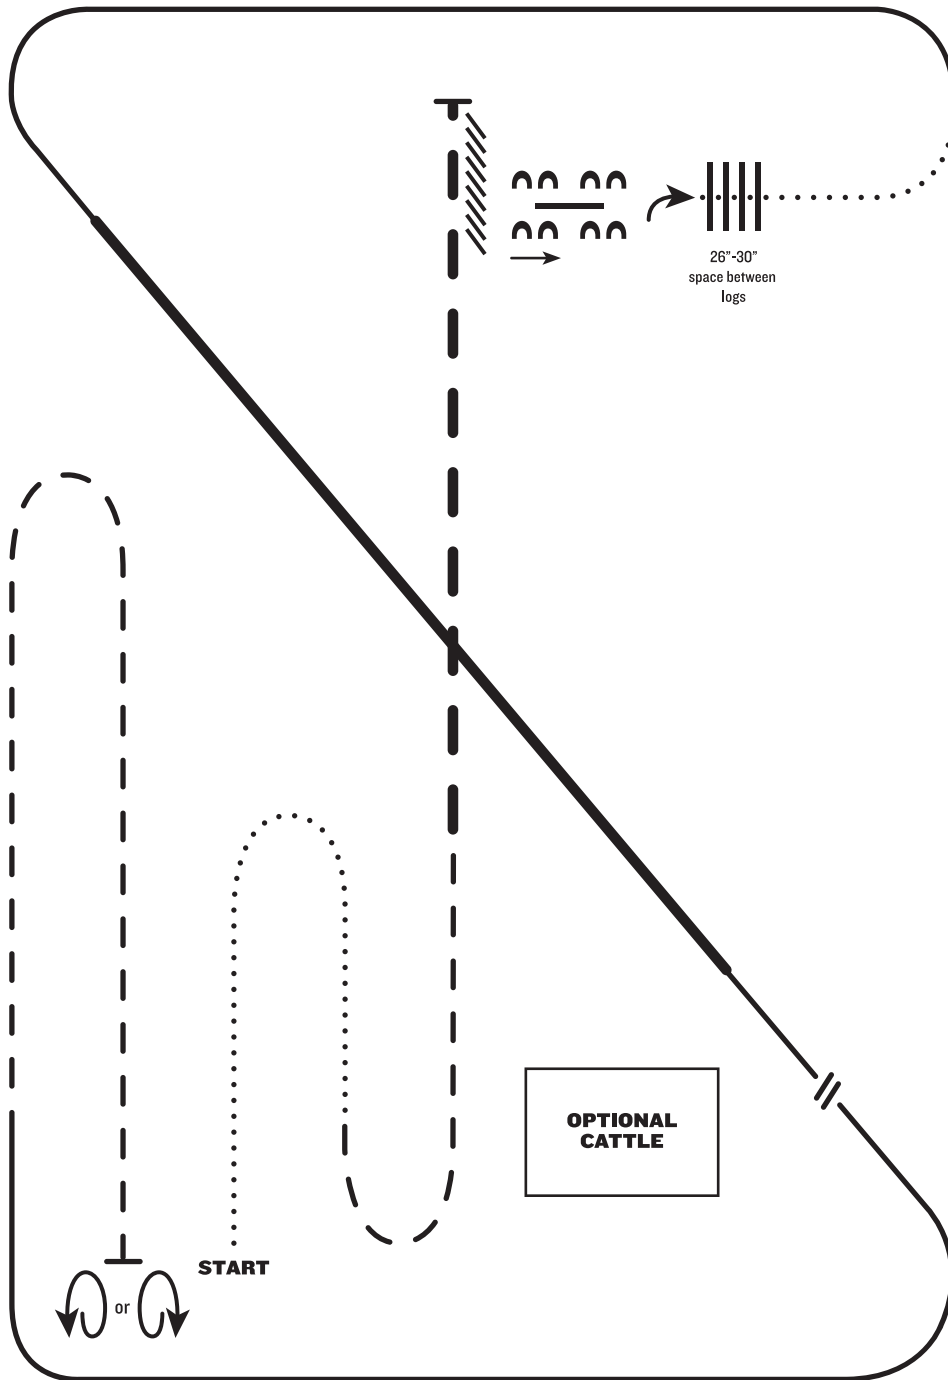 26”-30”
space between
logs
OPTIONAL
CATTLE
START
or